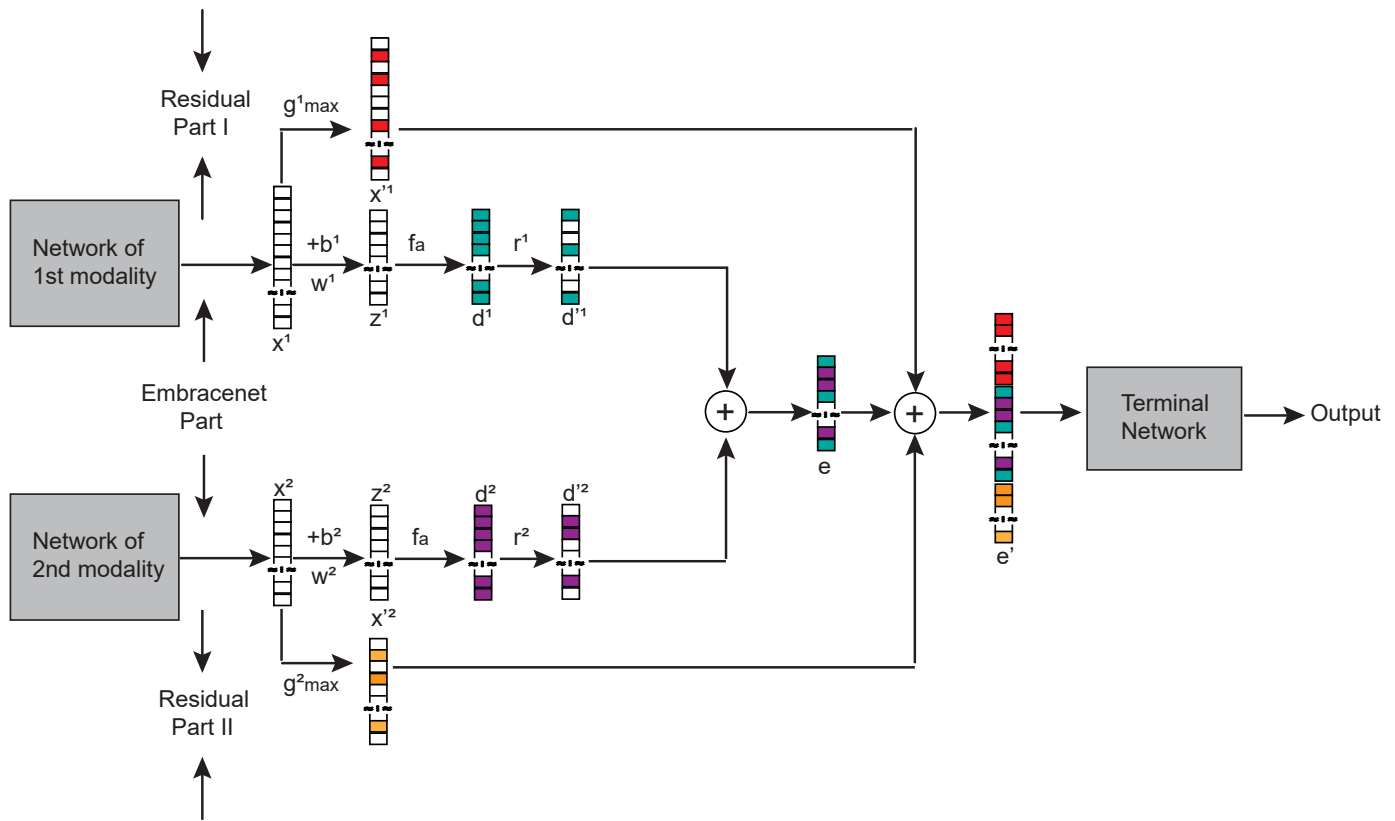 Residual
Part I
g¹max
x'¹
Network of
1st modality
+b¹
w¹
fa
r¹
x¹
z¹
d¹
d'¹
Embracenet
Part
+
+
e
e'
Terminal
Network
Output
Network of
2nd modality
x²
z²
d²
d'²
+b²
w²
fa
r²
x'²
g²max
Residual
Part II